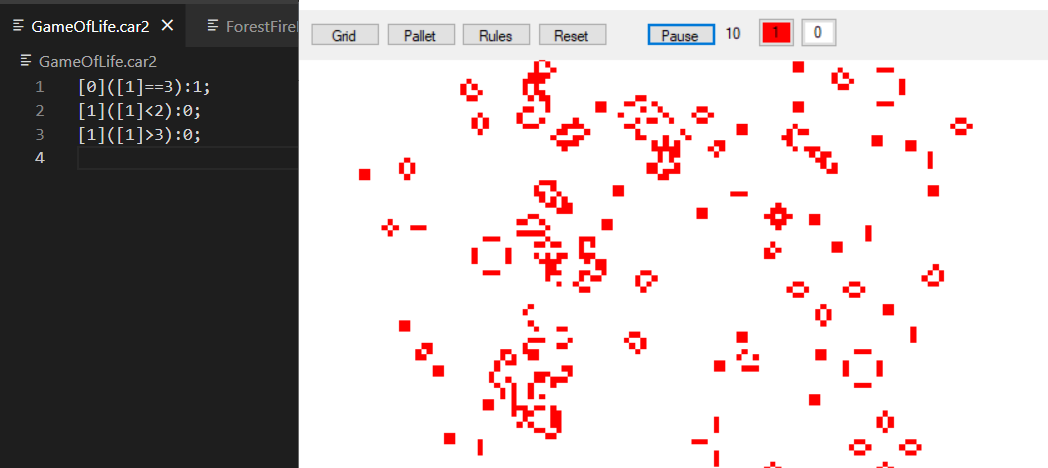 GameOfLife.car2 ForestFire
GameOfLife.car2
1 [0]([1]==3):1;
2 [1]([1]<2):0;
3 [1]([1]>3):0;
4
Grid Pallet Rules Reset Pause 10 1 0